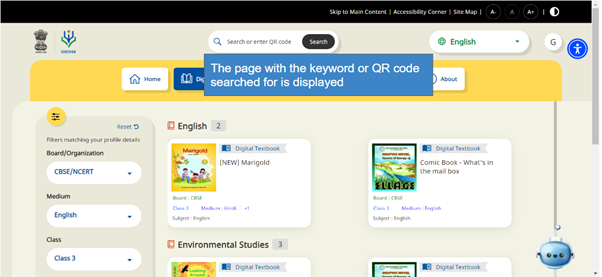 Skip to Main Content | Accessibility Corner | Site Map | A- A A+
Search or enter QR code Search
English
G
The page with the keyword or QR code
searched for is displayed
Home
Dig
About
Reset
Filters matching your profile details
Board/Organization
CBSE/NCERT
Medium
English
Class
Class 3
English 2
Digital Textbook
(NEW) Marigold
Board : CBSE
Class 3 Medium : Hindi +1
Subject : English
Digital Textbook
Comic Book - What's in
the mail box
Board : CBSE
Class 3 Medium : English
Subject : English
Environmental Studies 3
Digital Textbook
Digital Textbook